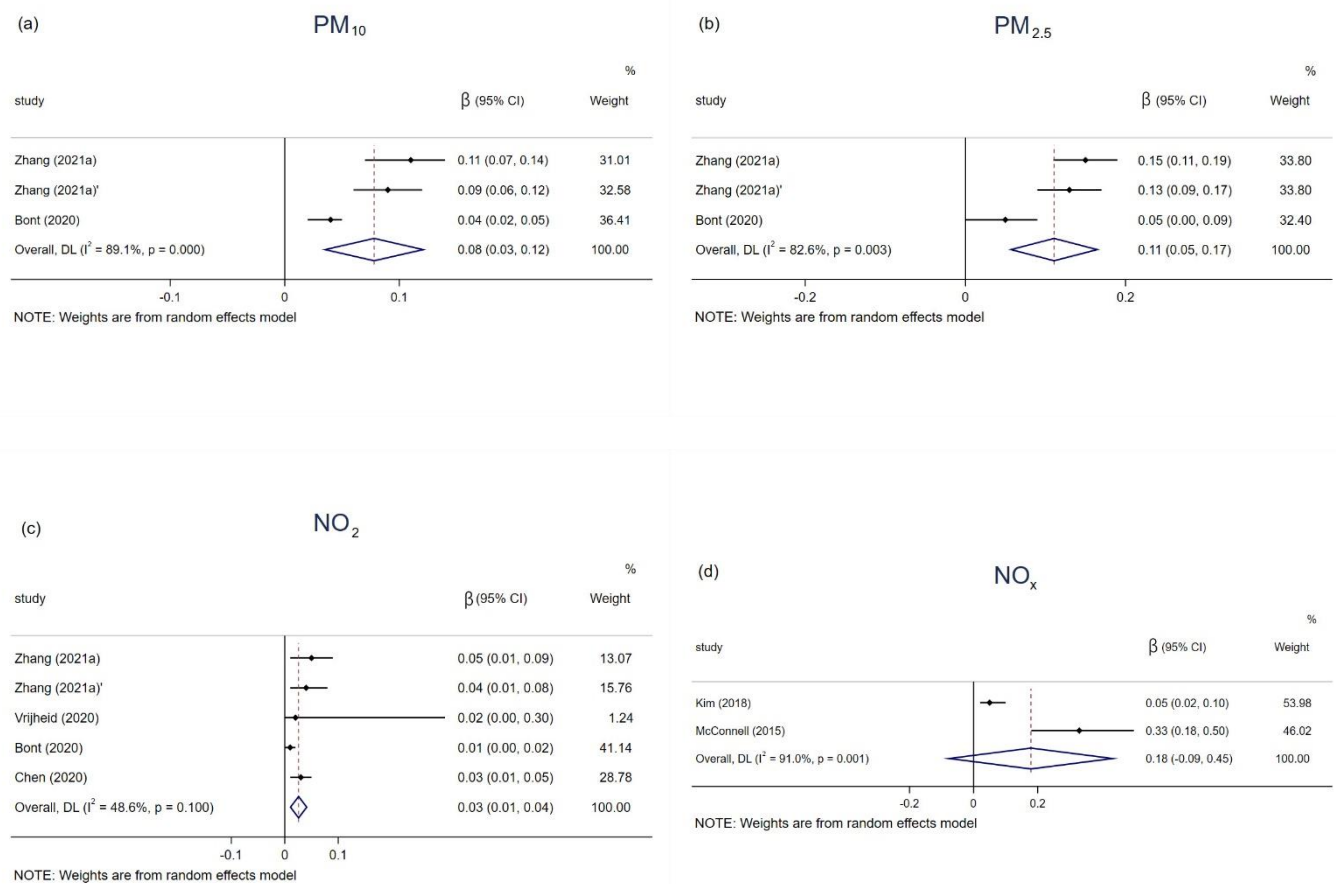 (a)
PM10
%
study β (95% CI) Weight
Zhang (2021a) 0.11 (0.07, 0.14) 31.01
Zhang (2021a)' 0.09 (0.06, 0.12) 32.58
Bont (2020) 0.04 (0.02, 0.05) 36.41
Overall, DL (I2 = 89.1%, p = 0.000) 0.08 (0.03, 0.12) 100.00
-0.1 0 0.1
NOTE: Weights are from random effects model
(b)
PM2.5
%
study β (95% CI) Weight
Zhang (2021a) 0.15 (0.11, 0.19) 33.80
Zhang (2021a)' 0.13 (0.09, 0.17) 33.80
Bont (2020) 0.05 (0.00, 0.09) 32.40
Overall, DL (I2 = 82.6%, p = 0.003) 0.11 (0.05, 0.17) 100.00
-0.2 0 0.2
NOTE: Weights are from random effects model
(c)
NO2
%
study β (95% CI) Weight
Zhang (2021a) 0.05 (0.01, 0.09) 13.07
Zhang (2021a)' 0.04 (0.01, 0.08) 15.76
Vrijheid (2020) 0.02 (0.00, 0.30) 1.24
Bont (2020) 0.01 (0.00, 0.02) 41.14
Chen (2020) 0.03 (0.01, 0.05) 28.78
Overall, DL (I2 = 48.6%, p = 0.100) 0.03 (0.01, 0.04) 100.00
-0.1 0 0.1
NOTE: Weights are from random effects model
(d)
NOx
%
study β (95% CI) Weight
Kim (2018) 0.05 (0.02, 0.10) 53.98
McConnell (2015) 0.33 (0.18, 0.50) 46.02
Overall, DL (I2 = 91.0%, p = 0.001) 0.18 (-0.09, 0.45) 100.00
-0.2 0 0.2
NOTE: Weights are from random effects model